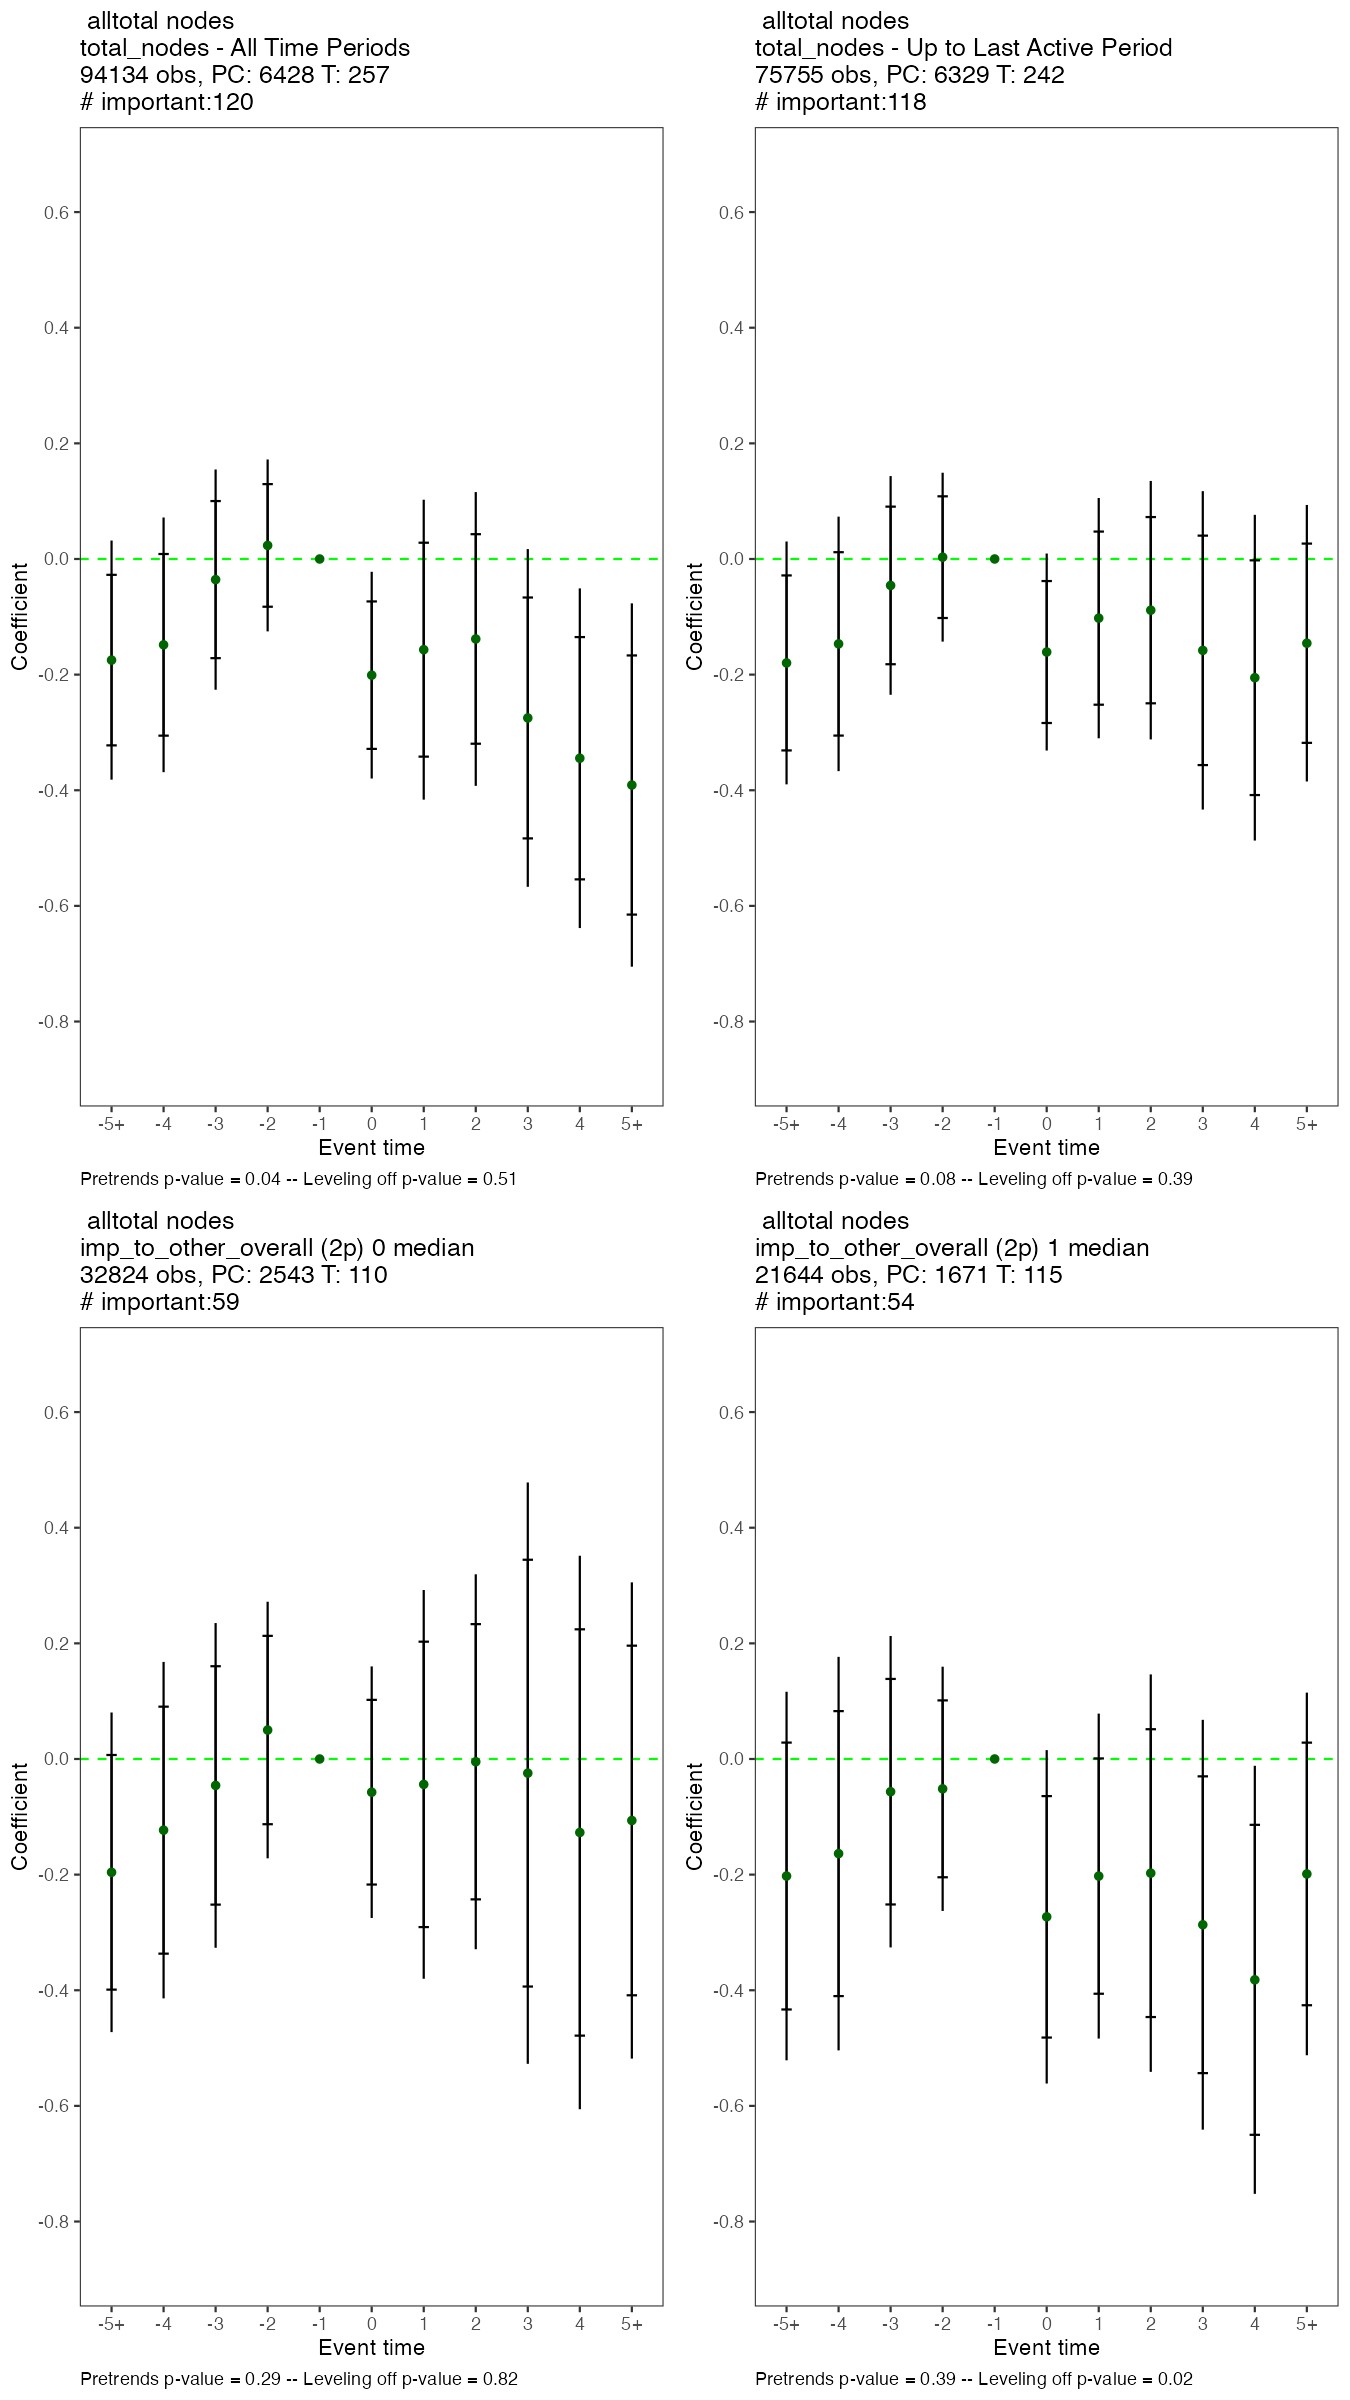 alltotal nodes
total_nodes - All Time Periods
94134 obs, PC: 6428 T: 257
# important:120
0.6
0.4
0.2
0.0
-0.2
-0.4
-0.6
-0.8
Coefficient
-5+ -4 -3 -2 -1 0 1 2 3 4 5+
Event time
Pretrends p-value = 0.04 -- Leveling off p-value = 0.51
alltotal nodes
total_nodes - Up to Last Active Period
75755 obs, PC: 6329 T: 242
# important:118
0.6
0.4
0.2
0.0
-0.2
-0.4
-0.6
-0.8
Coefficient
-5+ -4 -3 -2 -1 0 1 2 3 4 5+
Event time
Pretrends p-value = 0.08 -- Leveling off p-value = 0.39
alltotal nodes
imp_to_other_overall (2p) 0 median
32824 obs, PC: 2543 T: 110
# important:59
0.6
0.4
0.2
0.0
-0.2
-0.4
-0.6
-0.8
Coefficient
-5+ -4 -3 -2 -1 0 1 2 3 4 5+
Event time
Pretrends p-value = 0.29 -- Leveling off p-value = 0.82
alltotal nodes
imp_to_other_overall (2p) 1 median
21644 obs, PC: 1671 T: 115
# important:54
0.6
0.4
0.2
0.0
-0.2
-0.4
-0.6
-0.8
Coefficient
-5+ -4 -3 -2 -1 0 1 2 3 4 5+
Event time
Pretrends p-value = 0.39 -- Leveling off p-value = 0.02